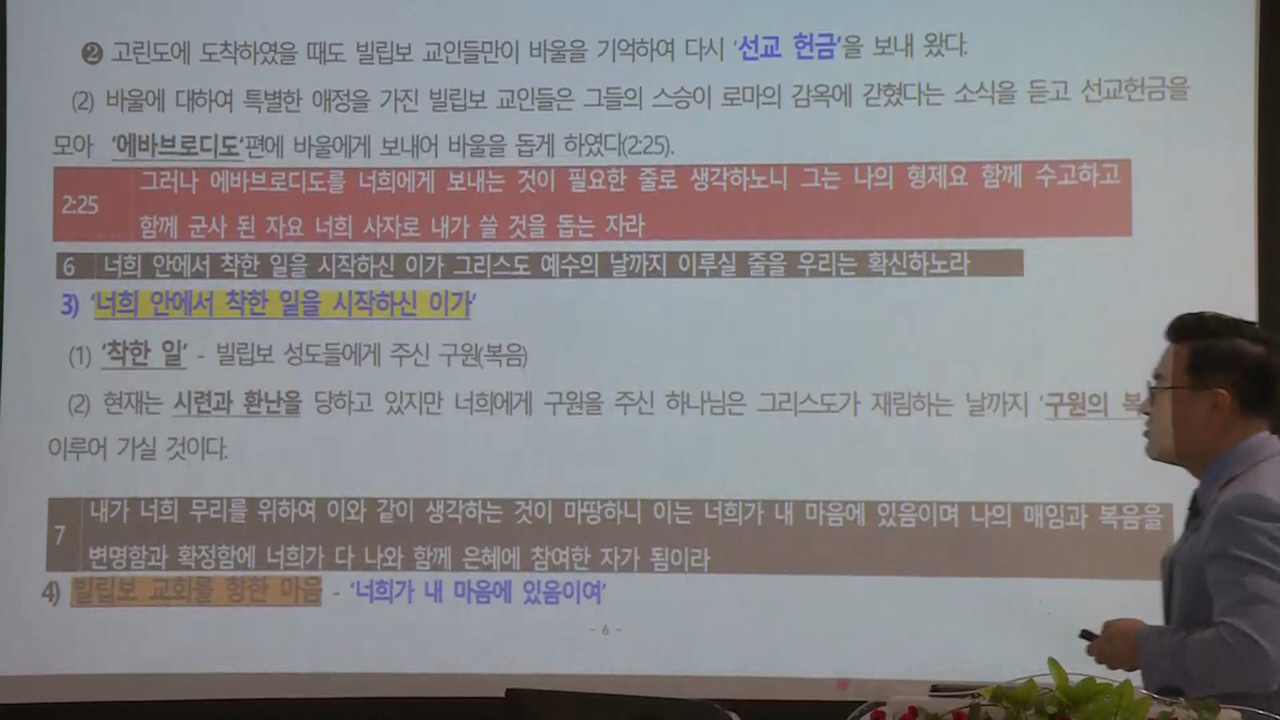 ❷ 고린도에 도착하였을 때도 빌립보 교인들만이 바울을 기억하여 다시 '선교 헌금'을 보내 왔다.
(2) 바울에 대하여 특별한 애정을 가진 빌립보 교인들은 그들의 스승이 로마의 감옥에 갇혔다는 소식을 듣고 선교헌금을
모아 '에바브로디도'편에 바울에게 보내어 바울을 돕게 하였다(2:25).
2:25 그러나 에바브로디도를 너희에게 보내는 것이 필요한 줄로 생각하노니 그는 나의 형제요 함께 수고하고
함께 군사 된 자요 너희 사자로 내가 쓸 것을 돕는 자라
6 너희 안에서 착한 일을 시작하신 이가 그리스도 예수의 날까지 이루실 줄을 우리는 확신하노라
3) '너희 안에서 착한 일을 시작하신 이가'
(1) '착한 일' - 빌립보 성도들에게 주신 구원(복음)
(2) 현재는 시련과 환난을 당하고 있지만 너희에게 구원을 주신 하나님은 그리스도가 재림하는 날까지 '구원의
이루어 가실 것이다.
7 내가 너희 무리를 위하여 이와 같이 생각하는 것이 마땅하니 이는 너희가 내 마음에 있음이며 나의 매임과 복음을
변명함과 확정함에 너희가 다 나와 함께 은혜에 참여한 자가 됨이라
4) 빌립보 교회를 향한 마음 - '너희가 내 마음에 있음이여'
- 6 -